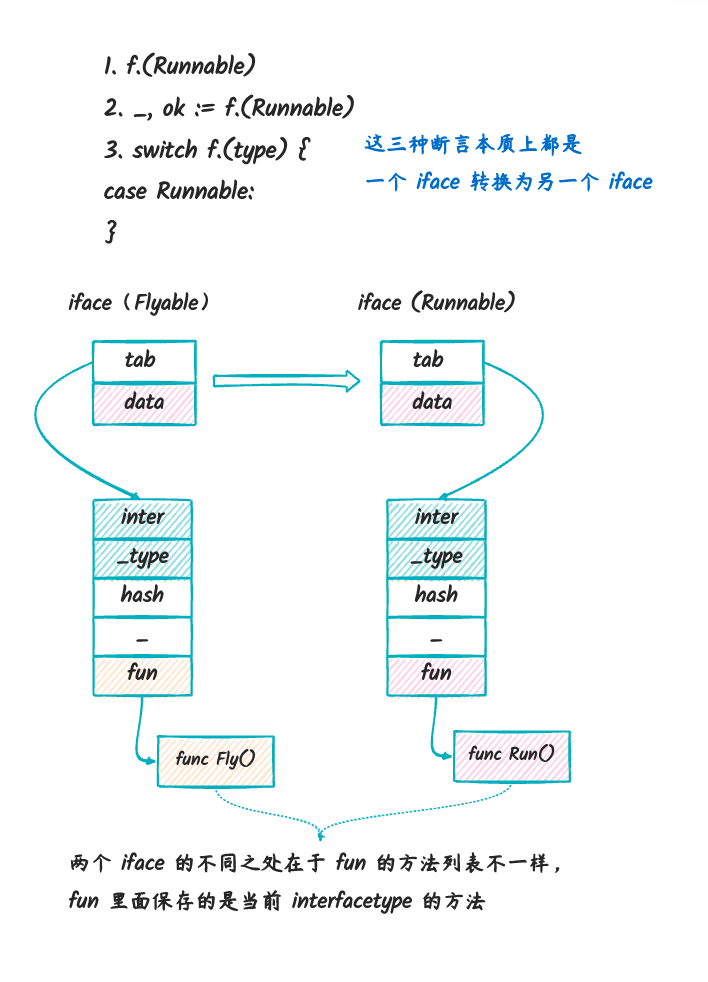 1. f.(Runnable)
2. _, ok := f.(Runnable)
3. switch f.(type) {
case Runnable:
}
这三种断言本质上都是
一个 iface 转换为另一个 iface
iface（Flyable）
iface (Runnable)
tab
data
tab
data
inter
_type
hash
_
fun
inter
_type
hash
_
fun
func Fly()
func Run()
两个 iface 的不同之处在于 fun 的方法列表不一样，
fun 里面保存的是当前 interfacetype 的方法